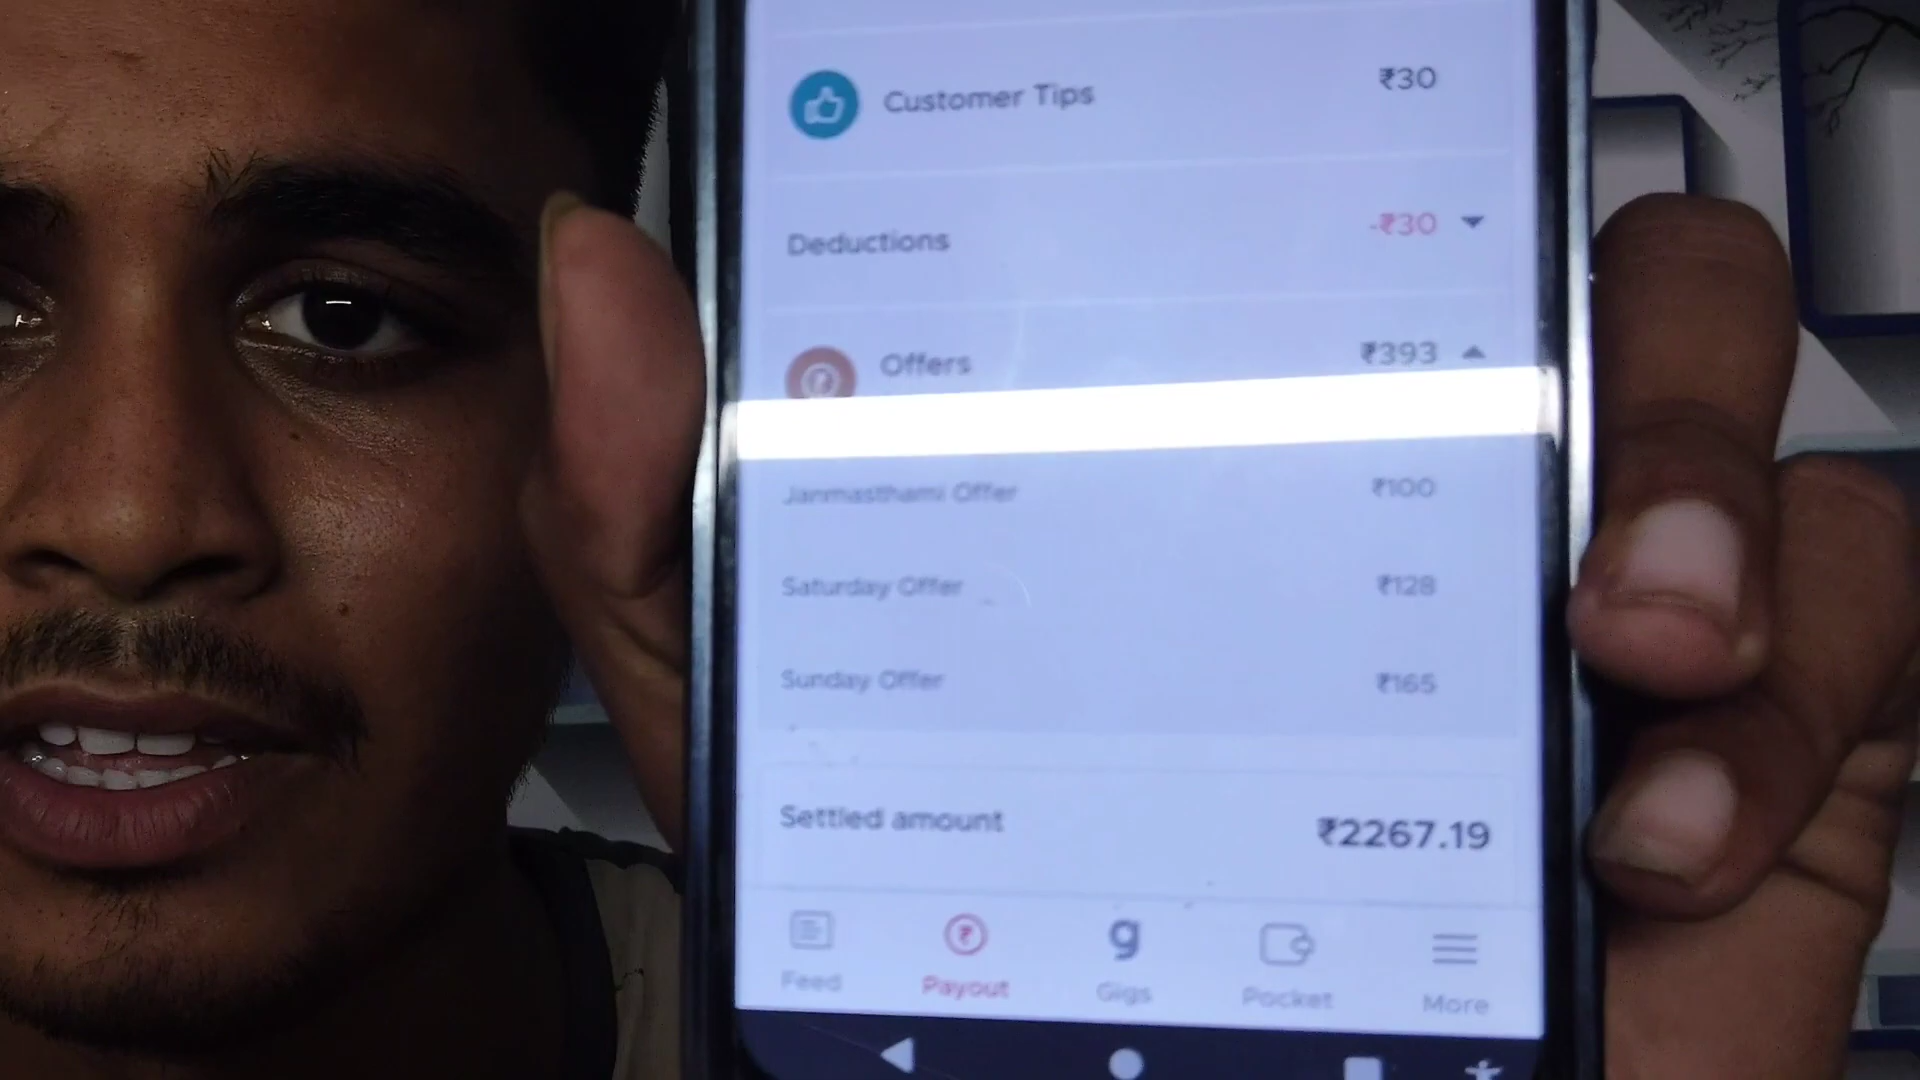 Customer Tips ₹30
Deductions -₹30
Offers ₹393
Janmasthami Offer ₹100
Saturday Offer ₹128
Sunday Offer ₹165
Settled amount ₹2267.19
Feed Payout g Gigs Pocket More